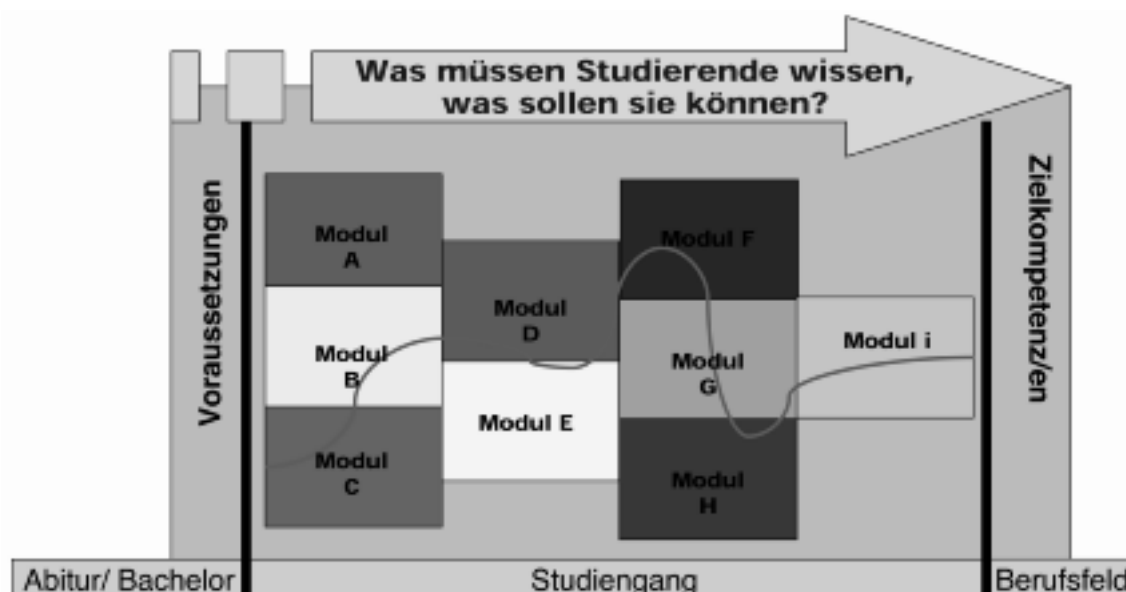 Was müssen Studierende wissen,
was sollen sie können?
Voraussetzungen
Modul
A
Modul
B
Modul
C
Modul
D
Modul E
Modul F
Modul
G
Modul
H
Modul i
Zielkompetenz/en
Abitur/ Bachelor
Studiengang
Berufsfeld